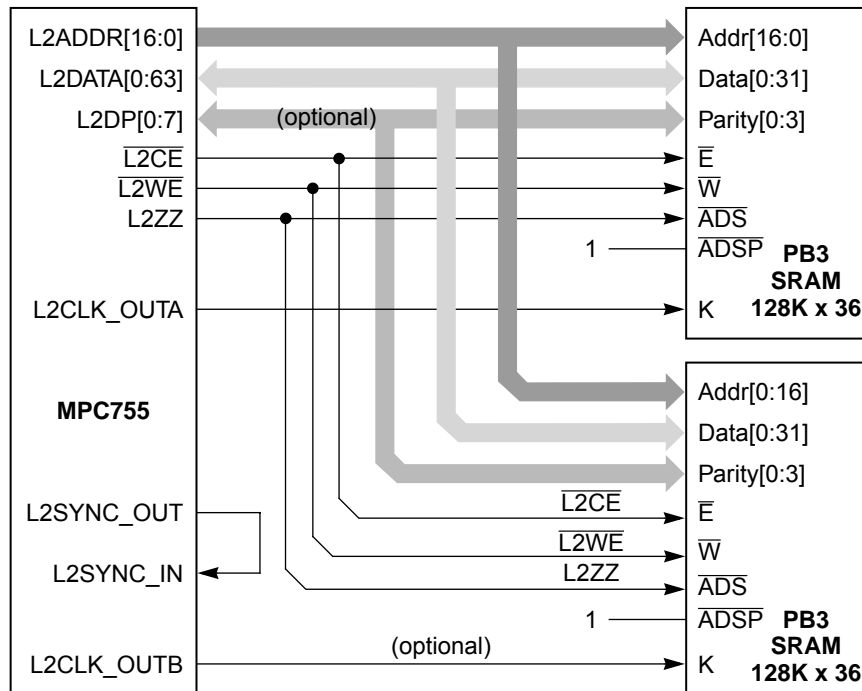 L2ADDR[16:0]
L2DATA[0:63]
L2DP[0:7]
(optional)
L2CE
L2WE
L2ZZ
L2CLK_OUTA
MPC755
L2SYNC_OUT
L2SYNC_IN
L2CLK_OUTB
(optional)
Addr[16:0]
Data[0:31]
Parity[0:3]
E
W
ADS
1
ADSP
PB3
SRAM
128K x 36
K
Addr[0:16]
Data[0:31]
Parity[0:3]
L2CE
E
L2WE
W
L2ZZ
ADS
1
ADSP
PB3
SRAM
128K x 36
K